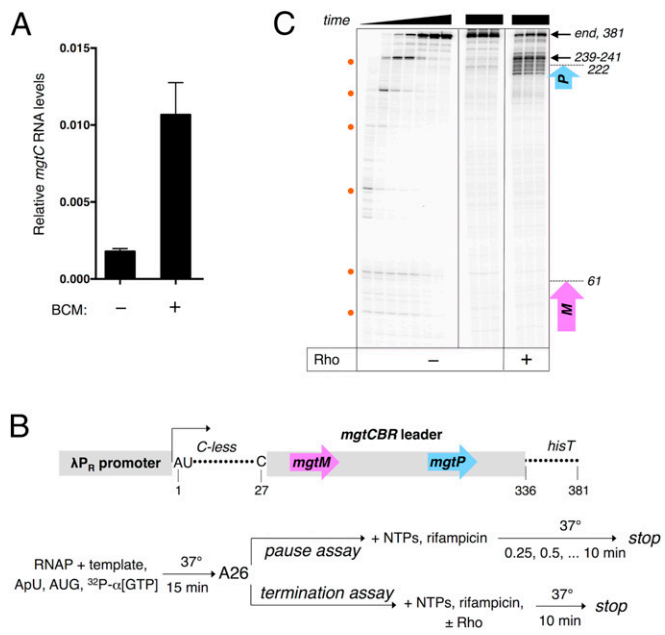 A
Relative mgtC RNA levels
0.015
0.010
0.005
0.000
BCM:
–
+
C
time
end, 381
239-241
222
P
61
M
Rho
–
+
B
mgtCBR leader
λPR promoter
C-less
AU
C
mgtM
mgtP
hisT
1
27
336
381
RNAP + template,
ApU, AUG, ³²P-α[GTP]
37°
15 min
A26
pause assay
+ NTPs, rifampicin
37°
0.25, 0.5, ... 10 min
stop
termination assay
+ NTPs, rifampicin,
± Rho
37°
10 min
stop